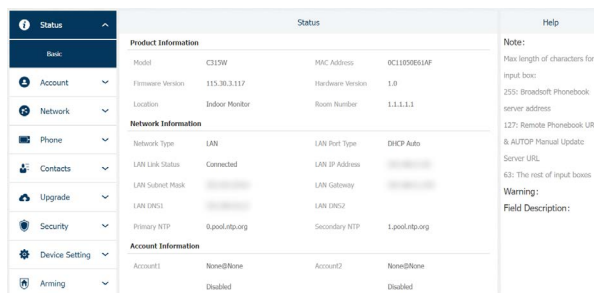 Status
Basic
Account
Network
Phone
Contacts
Upgrade
Security
Device Setting
Arming
Status
Product Information
Model C315W MAC Address 0C11050E61AF
Firmware Version 115.30.3.117 Hardware Version 1.0
Location Indoor Monitor Room Number 1.1.1.1.1
Network Information
Network Type LAN LAN Port Type DHCP Auto
LAN Link Status Connected LAN IP Address
LAN Subnet Mask LAN Gateway
LAN DNS1 LAN DNS2
Primary NTP 0.pool.ntp.org Secondary NTP 1.pool.ntp.org
Account Information
Account1 None@None Account2 None@None
Disabled Disabled
Help
Note:
Max length of characters for
input box:
255: Broadsoft Phonebook
server address
127: Remote Phonebook UR
& AUTOP Manual Update
Server URL
63: The rest of input boxes
Warning:
Field Description: